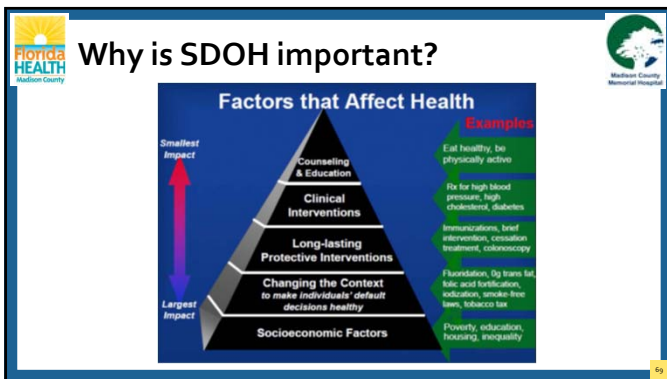 Florida
HEALTH
Madison County
Why is SDOH important?
Madison County
Memorial Hospital
Factors that Affect Health
Examples
Smallest
Impact
Largest
Impact
Counseling
& Education
Eat healthy, be
physically active
Clinical
Interventions
Rx for high blood
pressure, high
cholesterol, diabetes
Long-lasting
Protective Interventions
Immunizations, brief
intervention, cessation
treatment, colonoscopy
Changing the Context
to make individuals' default
decisions healthy
Fluoridation, 0g trans fat,
folic acid fortification,
iodization, smoke-free
laws, tobacco tax
Socioeconomic Factors
Poverty, education,
housing, inequality
69